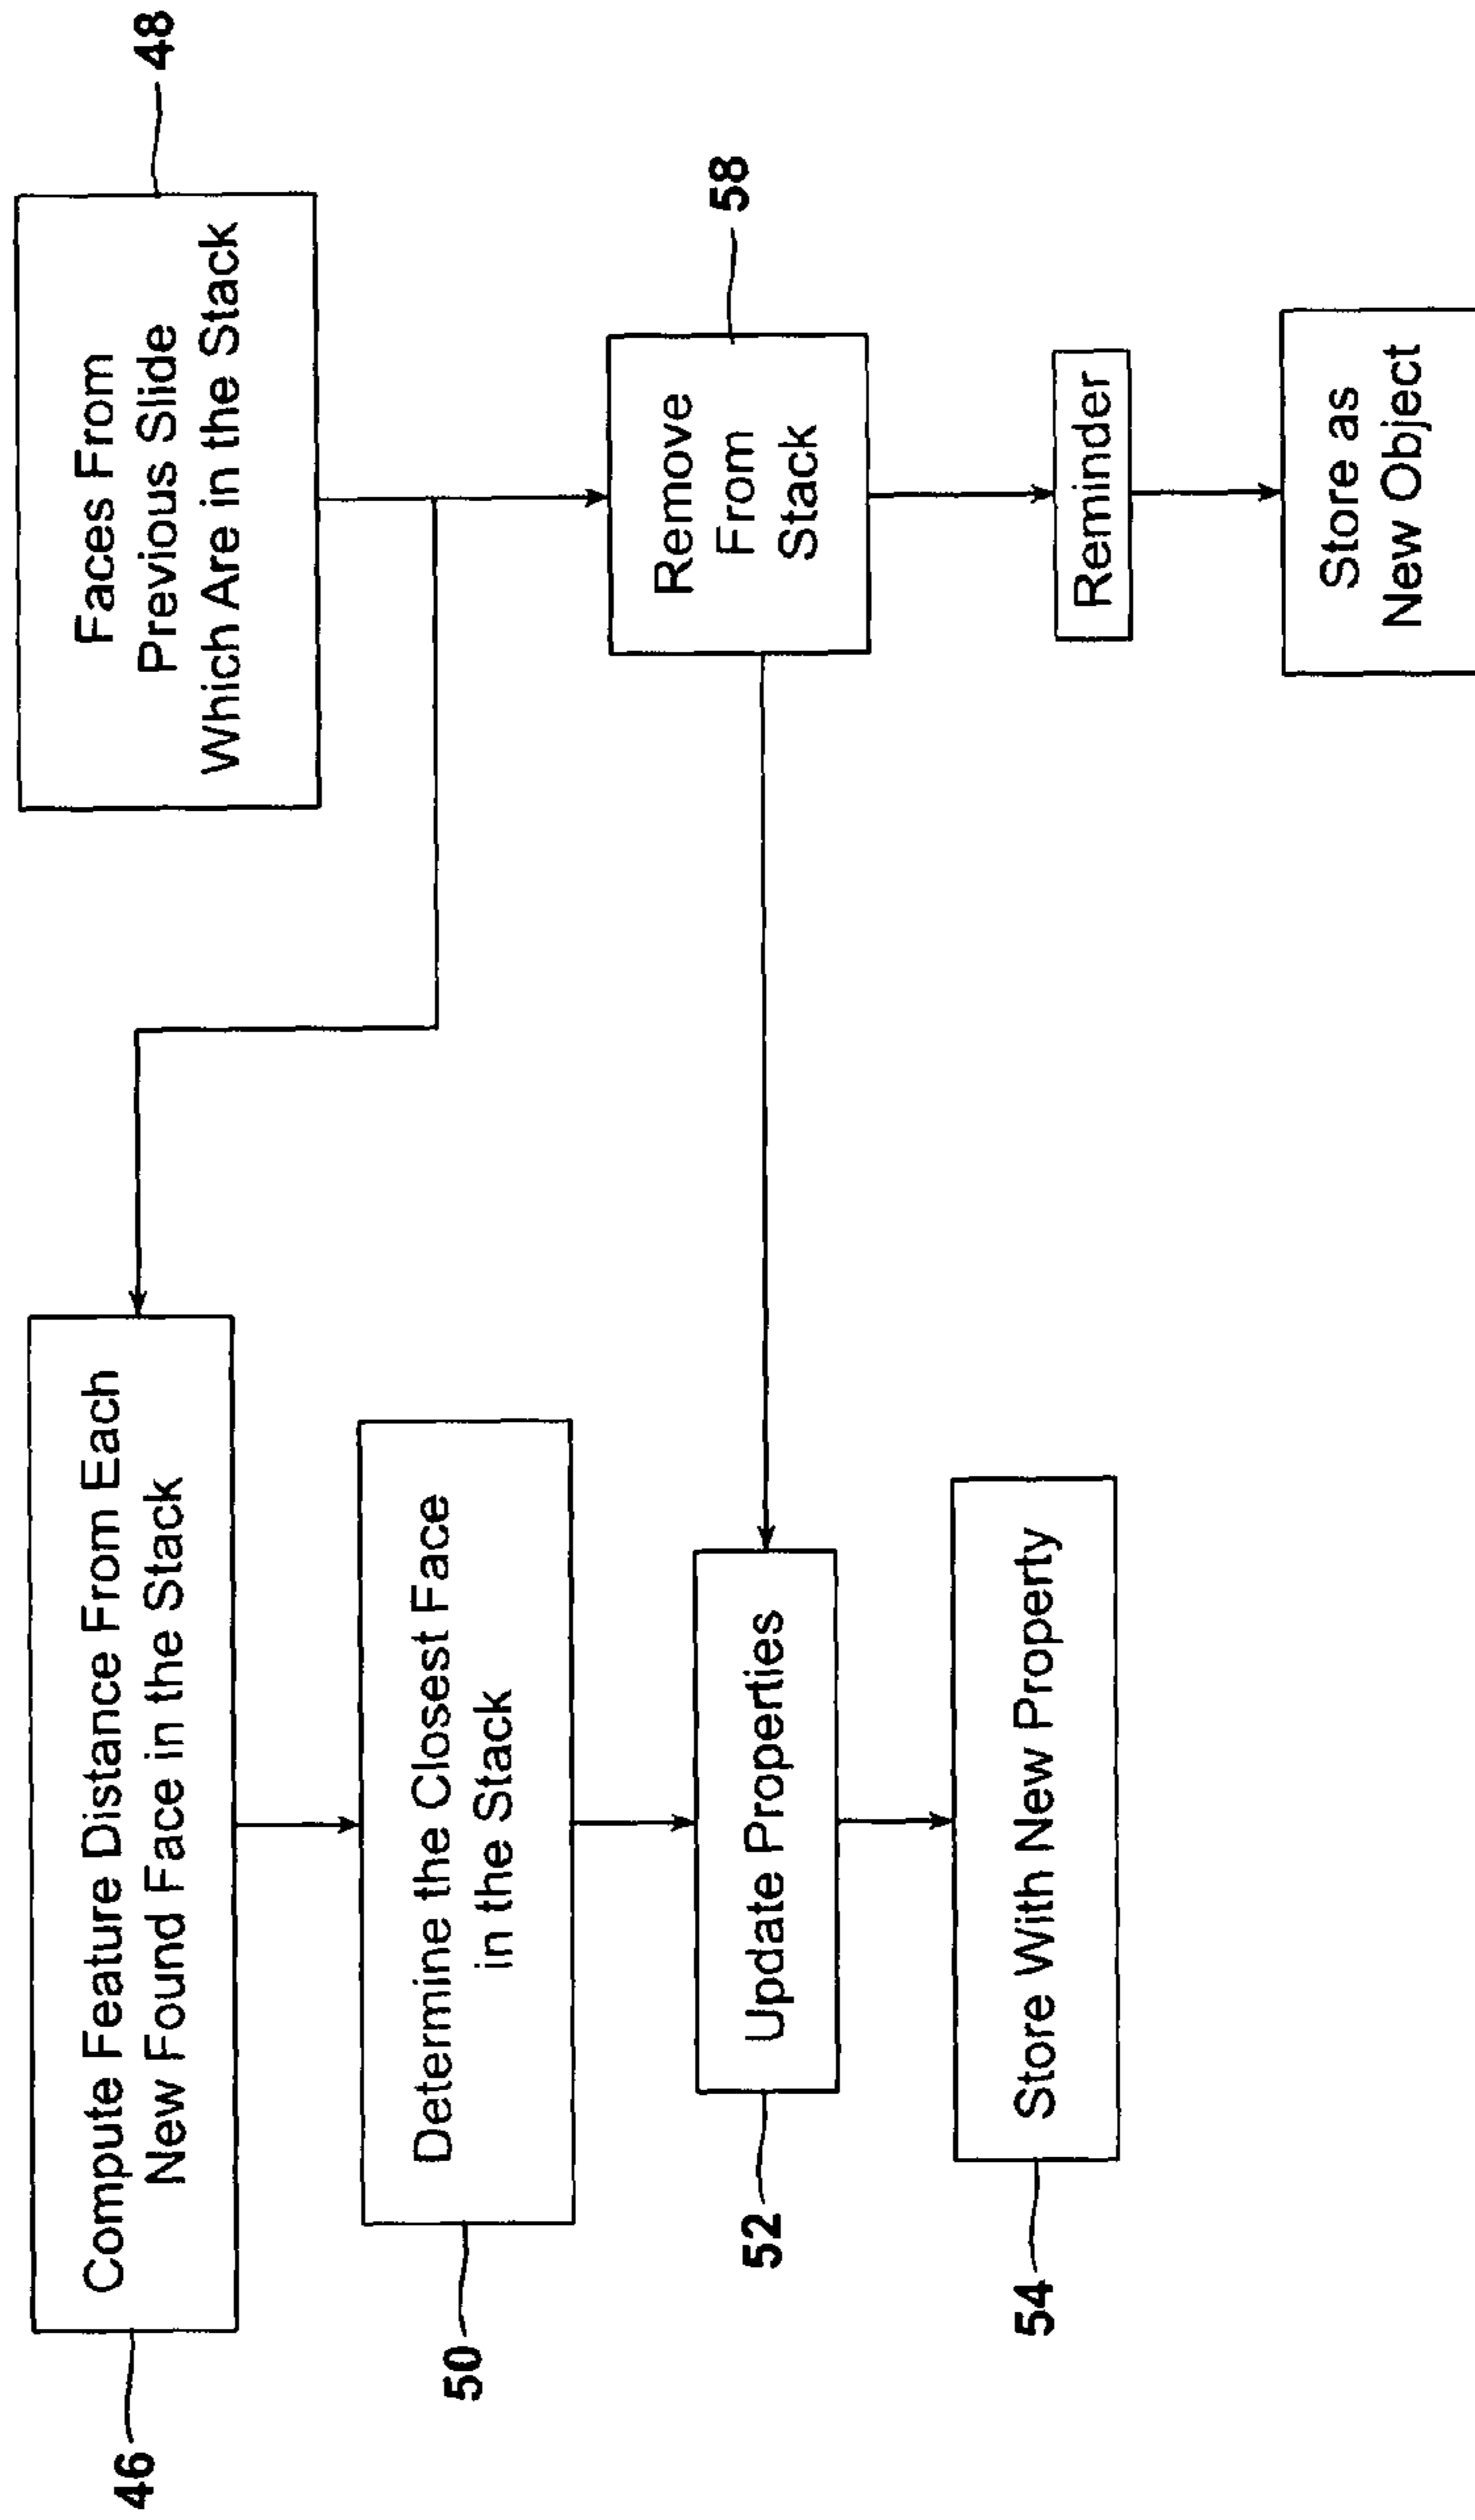 46
Compute Feature Distance From Each
New Found Face in the Stack
Faces From
Previous Slide
Which Are in the Stack
48
50
Determine the Closest Face
in the Stack
52
Update Properties
Remove
From
Stack
58
54
Store With New Property
Reminder
Store as
New Object